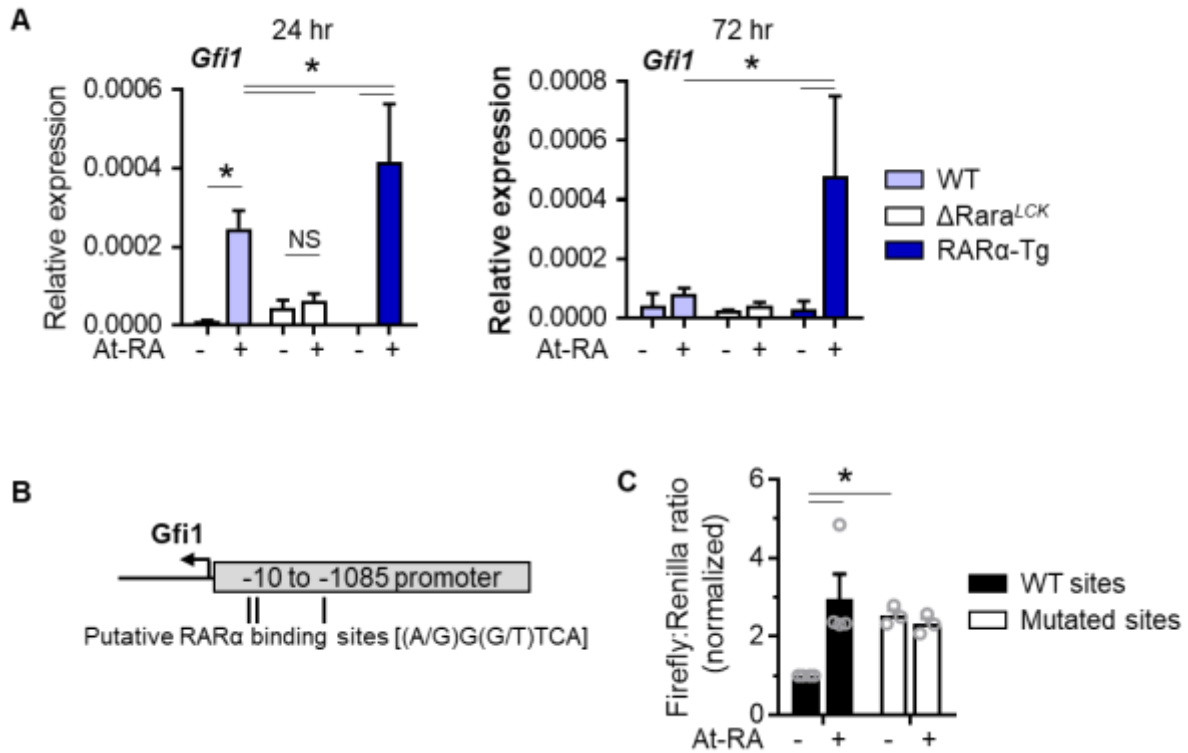 A
24 hr
Gfi1
*
*
NS
Relative expression
0.0006
0.0004
0.0002
0.0000
At-RA - + - + - +
72 hr
Gfi1
*
Relative expression
0.0008
0.0006
0.0004
0.0002
0.0000
At-RA - + - + - +
WT
ΔRara^LCK
RARα-Tg
B
Gfi1
-10 to -1085 promoter
Putative RARα binding sites [(A/G)G(G/T)TCA]
C
*
Firefly:Renilla ratio
(normalized)
6
4
2
0
At-RA - + - +
WT sites
Mutated sites